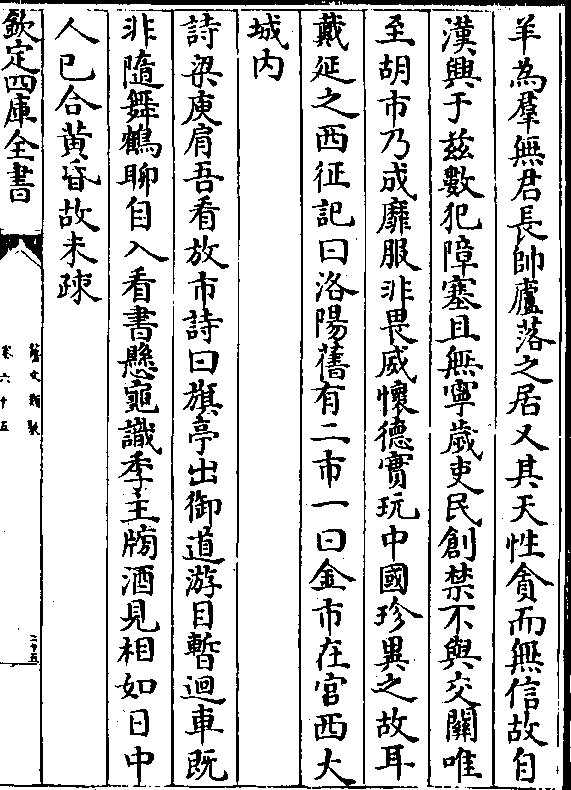 羊為羣無君長帥廬落之居又其天性貪而無信故自
漢興于兹數犯障塞且無寧歲吏民創禁不與交關唯
至胡市乃成靡服非畏威懷德實玩中國珍異之故耳
戴延之西征記曰洛陽舊有二市一曰金市在宫西大
城内
詩梁庾肩吾看放市詩曰旗亭出御道游目暫迴車既
非隨舞鶴聊自入看書懸龜識季主牓酒見相如日中
人已合黄昏故未疎
欽定四庫全書
藝文類聚
卷六十五
二十五